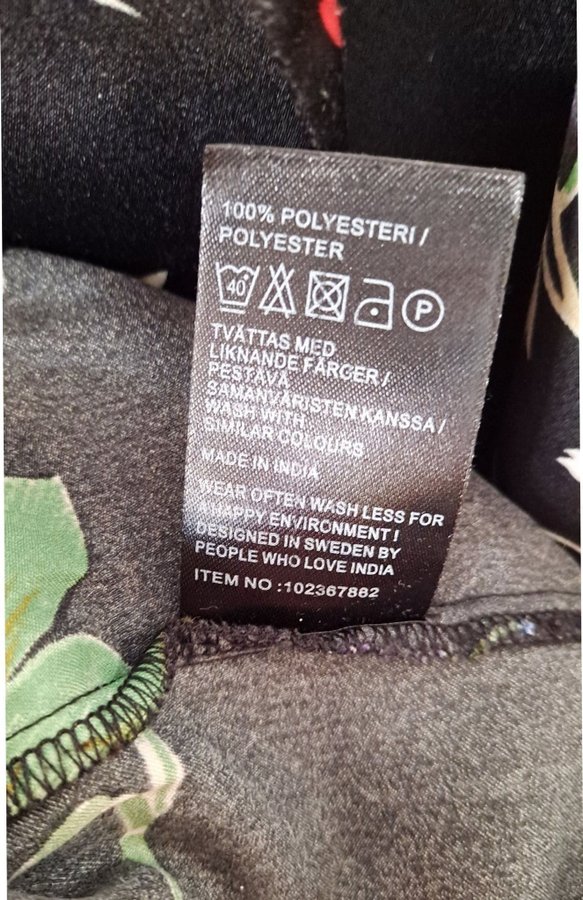 100% POLYESTERI /
POLYESTER
40
P
TVÄTTAS MED
LIKNANDE FÄRGER /
PESTÄVÄ
SAMANVÄRISTEN KANSSA /
WASH WITH
SIMILAR COLOURS
MADE IN INDIA
WEAR OFTEN WASH LESS FOR
A HAPPY ENVIRONMENT !
DESIGNED IN SWEDEN BY
PEOPLE WHO LOVE INDIA
ITEM NO :102367862